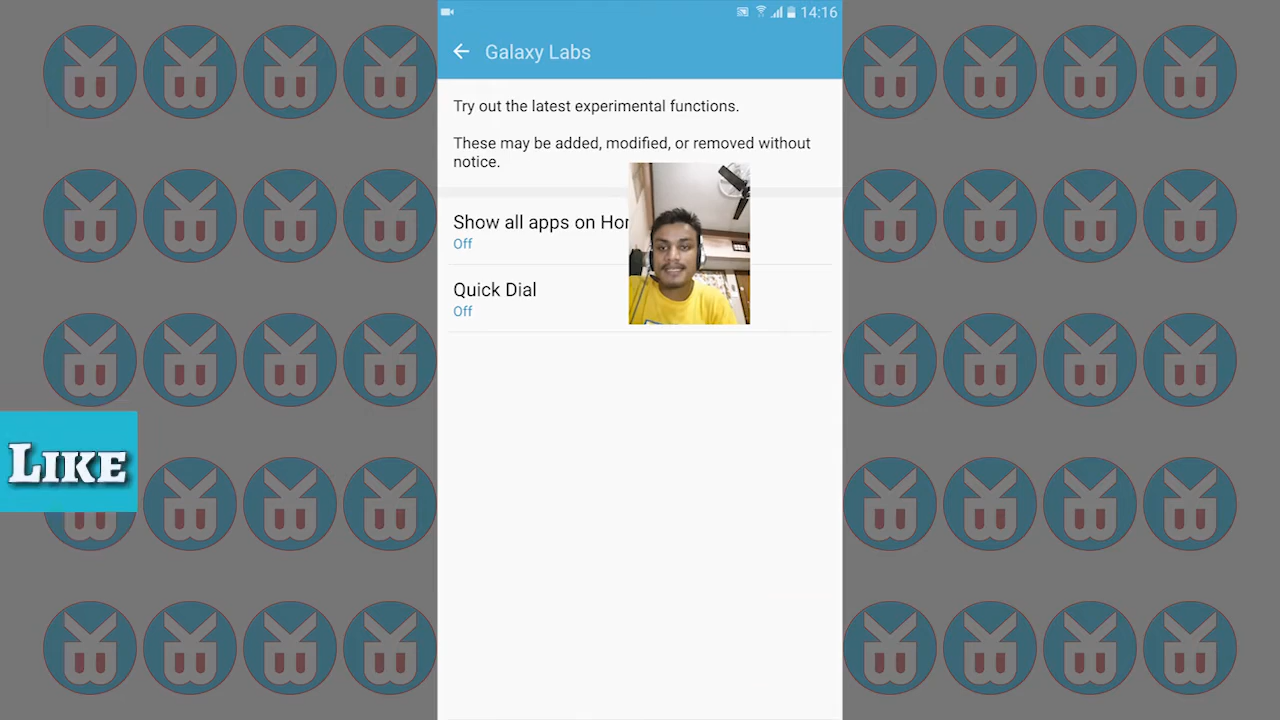 14:16
Galaxy Labs
Try out the latest experimental functions.
These may be added, modified, or removed without
notice.
Show all apps on
Off
Quick Dial
Off
LIKE